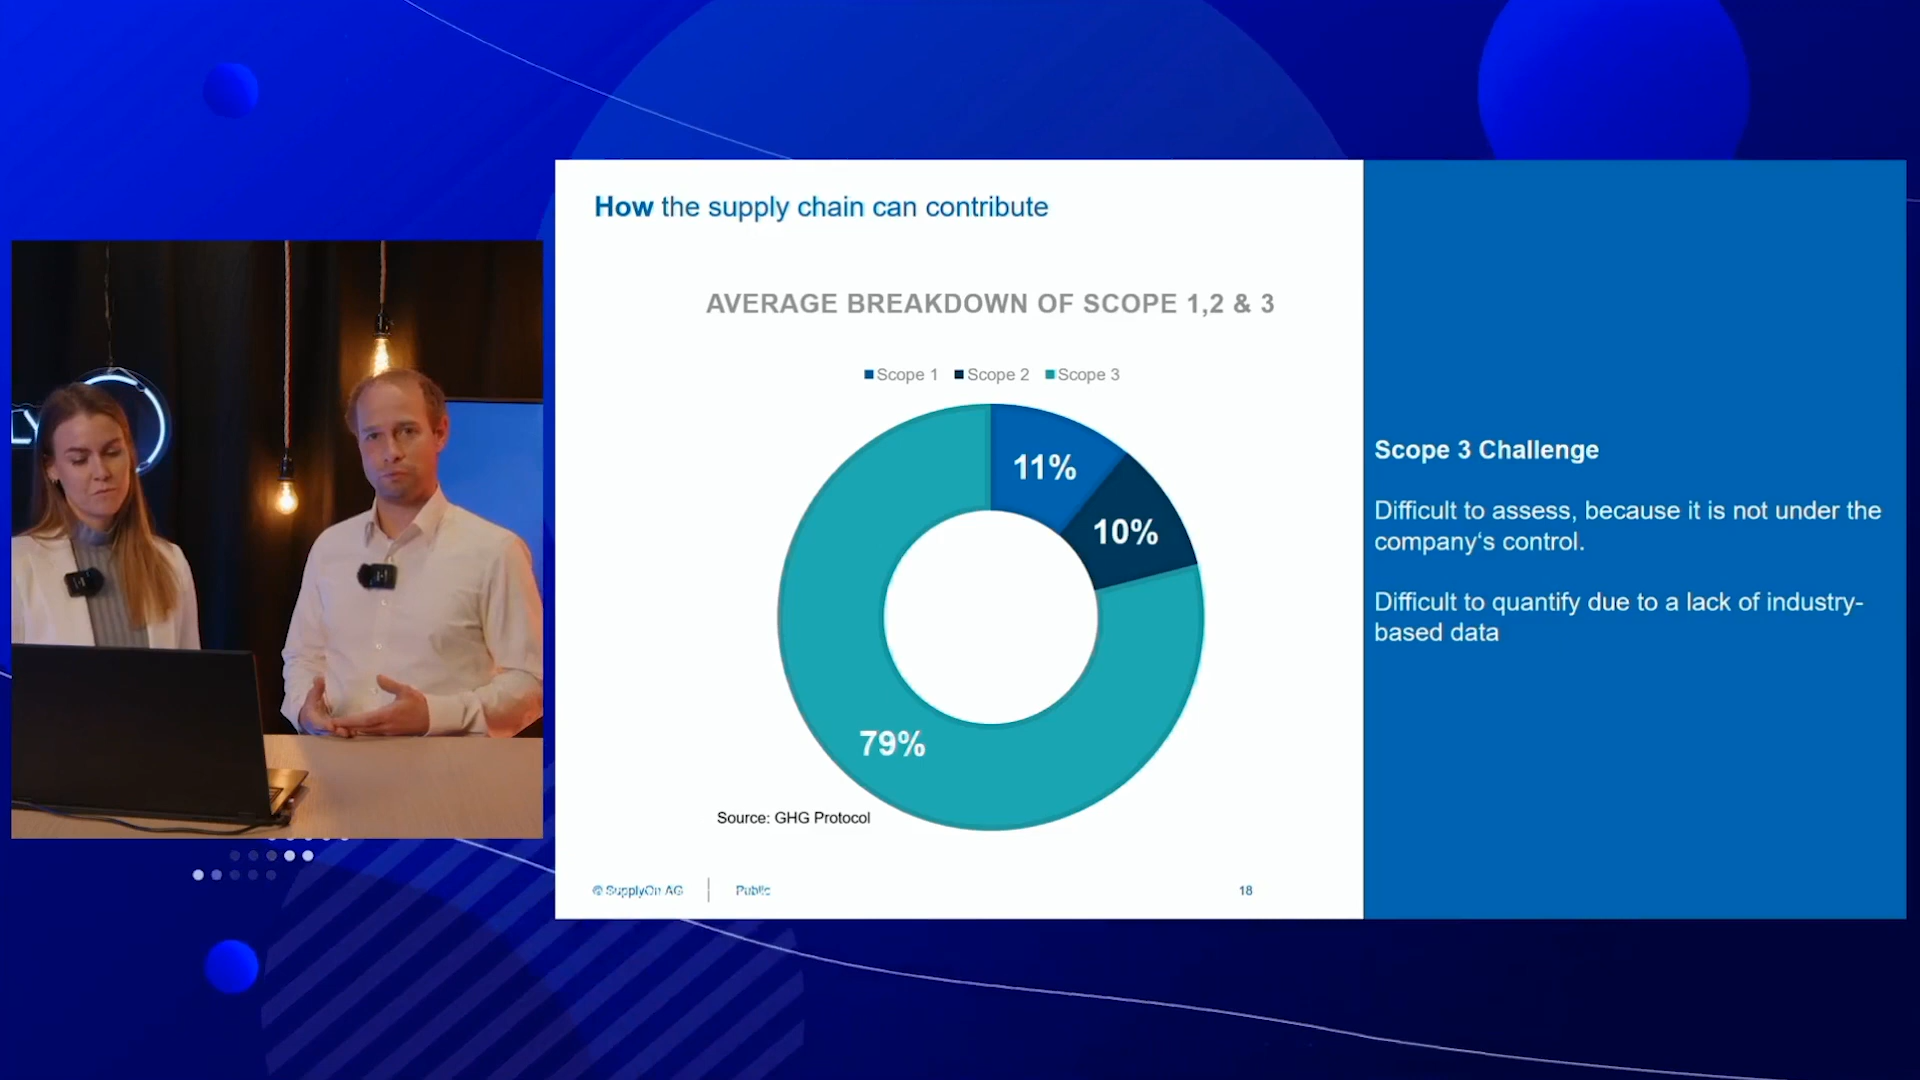 How the supply chain can contribute
AVERAGE BREAKDOWN OF SCOPE 1,2 & 3
Scope 1 Scope 2 Scope 3
11%
10%
79%
Source: GHG Protocol
© SupplyOn AG Public 18
Scope 3 Challenge
Difficult to assess, because it is not under the
company‘s control.
Difficult to quantify due to a lack of industry-
based data